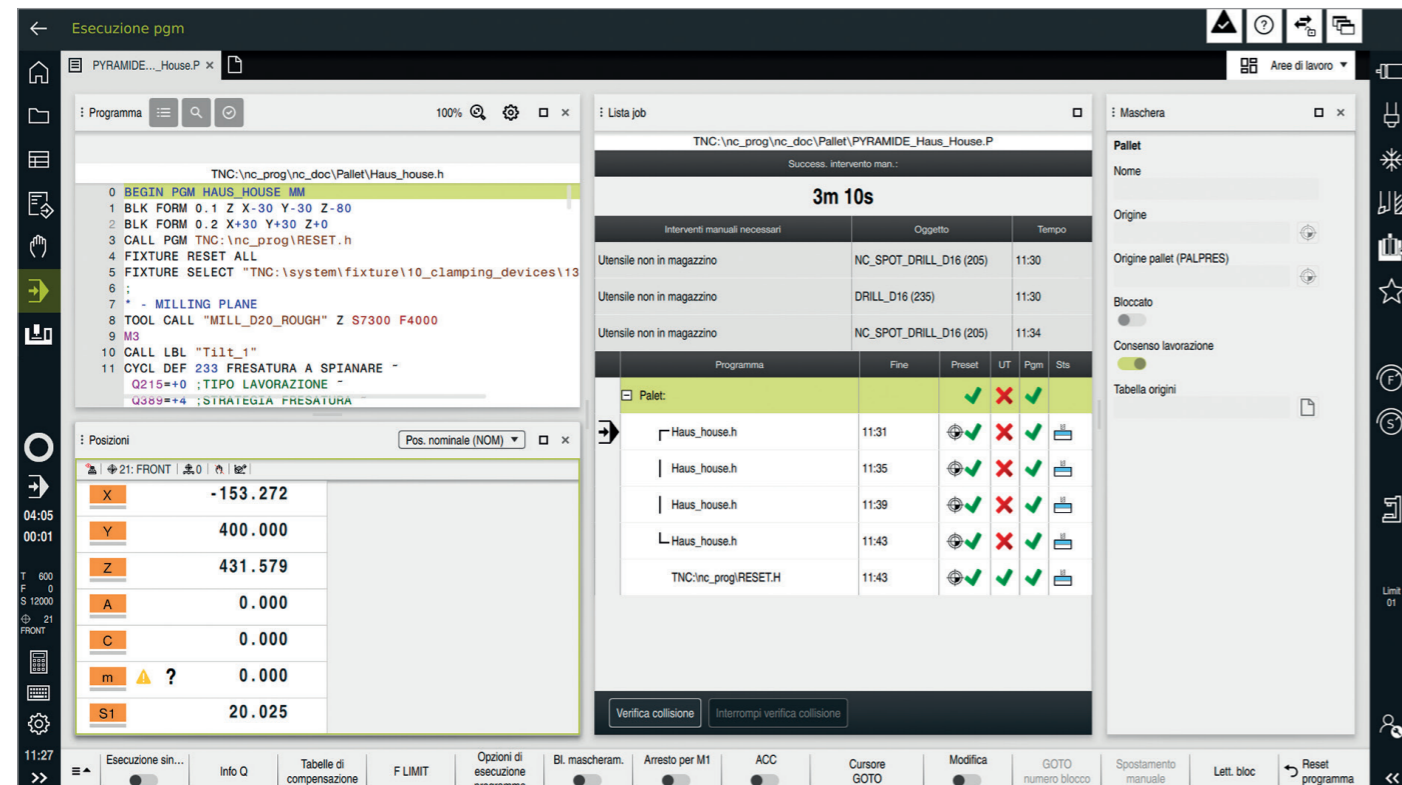 Esecuzione pgm
PYRAMIDE..._House.P
Aree di lavoro
Programma
100%
TNC:\nc_prog\nc_doc\Pallet\Haus_house.h
0 BEGIN PGM HAUS_HOUSE MM
1 BLK FORM 0.1 Z X-30 Y-30 Z-80
2 BLK FORM 0.2 X+30 Y+30 Z+0
3 CALL PGM TNC:\nc_prog\RESET.h
4 FIXTURE RESET ALL
5 FIXTURE SELECT "TNC:\system\fixture\10_clamping_devices\13
6 ;
7 * - MILLING PLANE
8 TOOL CALL "MILL_D20_ROUGH" Z S7300 F4000
9 M3
10 CALL LBL "Tilt_1"
11 CYCL DEF 233 FRESATURA A SPIANARE ~
Q215=+0 ;TIPO LAVORAZIONE ~
Q389=+4 ;STRATEGIA FRESATURA ~
Posizioni
Pos. nominale (NOM)
21: FRONT
0
X -153.272
Y 400.000
Z 431.579
A 0.000
C 0.000
m ? 0.000
S1 20.025
Lista job
TNC:\nc_prog\nc_doc\Pallet\PYRAMIDE_Haus_House.P
Success. intervento man.:
3m 10s
Interventi manuali necessari Oggetto Tempo
Utensile non in magazzino NC_SPOT_DRILL_D16 (205) 11:30
Utensile non in magazzino DRILL_D16 (235) 11:30
Utensile non in magazzino NC_SPOT_DRILL_D16 (205) 11:34
Programma Fine Preset UT Pgm Sts
Palet:
Haus_house.h 11:31
Haus_house.h 11:35
Haus_house.h 11:39
Haus_house.h 11:43
TNC:\nc_prog\RESET.H 11:43
Verifica collisione
Interrompi verifica collisione
Maschera
Pallet
Nome
Origine
Origine pallet (PALPRES)
Bloccato
Consenso lavorazione
Tabella origini
04:05
00:01
T 600
F 0
S 12000
21
FRONT
11:27
F
S
Limit
01
Esecuzione sin...
Info Q
Tabelle di
compensazione
F LIMIT
Opzioni di
esecuzione
programma
Bl. mascheram.
Arresto per M1
ACC
Cursore
GOTO
Modifica
GOTO
numero blocco
Spostamento
manuale
Lett. bloc
Reset
programma